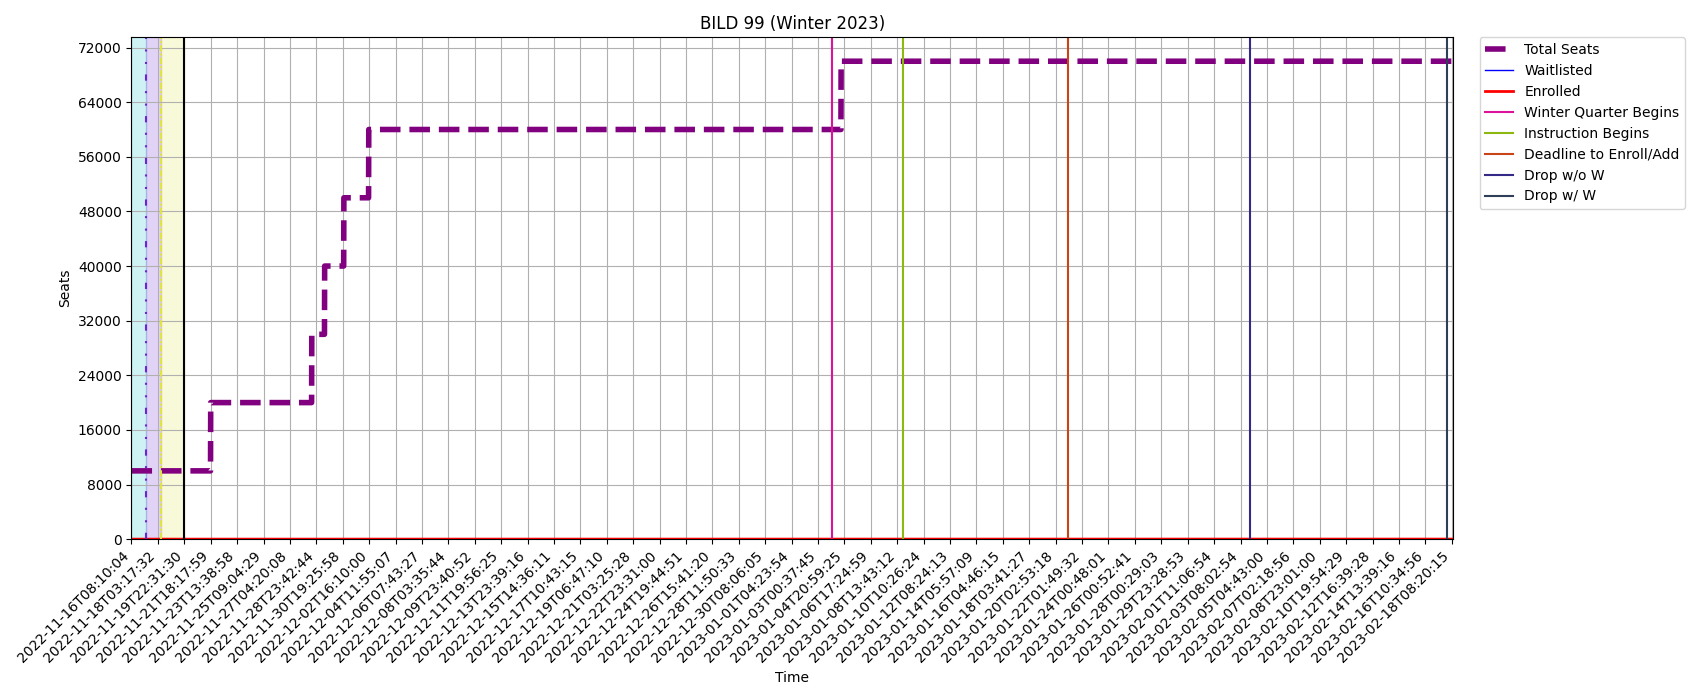 BILD 99 (Winter 2023)
72000
64000
56000
48000
40000
32000
24000
16000
8000
0
Seats
2022-11-16T08:10:04
2022-11-18T03:17:32
2022-11-19T22:31:30
2022-11-21T18:17:59
2022-11-23T13:38:58
2022-11-25T09:04:29
2022-11-27T04:20:08
2022-11-28T23:42:44
2022-11-30T19:25:58
2022-12-02T16:10:00
2022-12-04T11:55:07
2022-12-06T07:43:27
2022-12-08T03:35:44
2022-12-09T23:40:52
2022-12-11T19:56:25
2022-12-13T23:39:16
2022-12-15T14:36:11
2022-12-17T10:43:15
2022-12-19T06:47:10
2022-12-21T03:25:28
2022-12-22T23:31:00
2022-12-24T19:44:51
2022-12-26T15:41:20
2022-12-28T11:50:33
2022-12-30T08:06:05
2023-01-01T04:23:54
2023-01-03T00:37:45
2023-01-04T20:59:25
2023-01-06T17:24:59
2023-01-08T13:43:12
2023-01-10T10:26:24
2023-01-12T08:24:13
2023-01-14T05:57:09
2023-01-16T04:46:15
2023-01-18T03:41:27
2023-01-20T02:53:18
2023-01-22T01:49:32
2023-01-24T00:48:01
2023-01-26T00:52:41
2023-01-28T00:29:03
2023-01-29T23:28:53
2023-02-01T11:06:54
2023-02-03T08:02:54
2023-02-05T04:43:00
2023-02-07T02:18:56
2023-02-08T23:01:00
2023-02-10T19:54:29
2023-02-12T16:39:28
2023-02-14T13:39:16
2023-02-16T10:34:56
2023-02-18T08:20:15
Time
Total Seats
Waitlisted
Enrolled
Winter Quarter Begins
Instruction Begins
Deadline to Enroll/Add
Drop w/o W
Drop w/ W